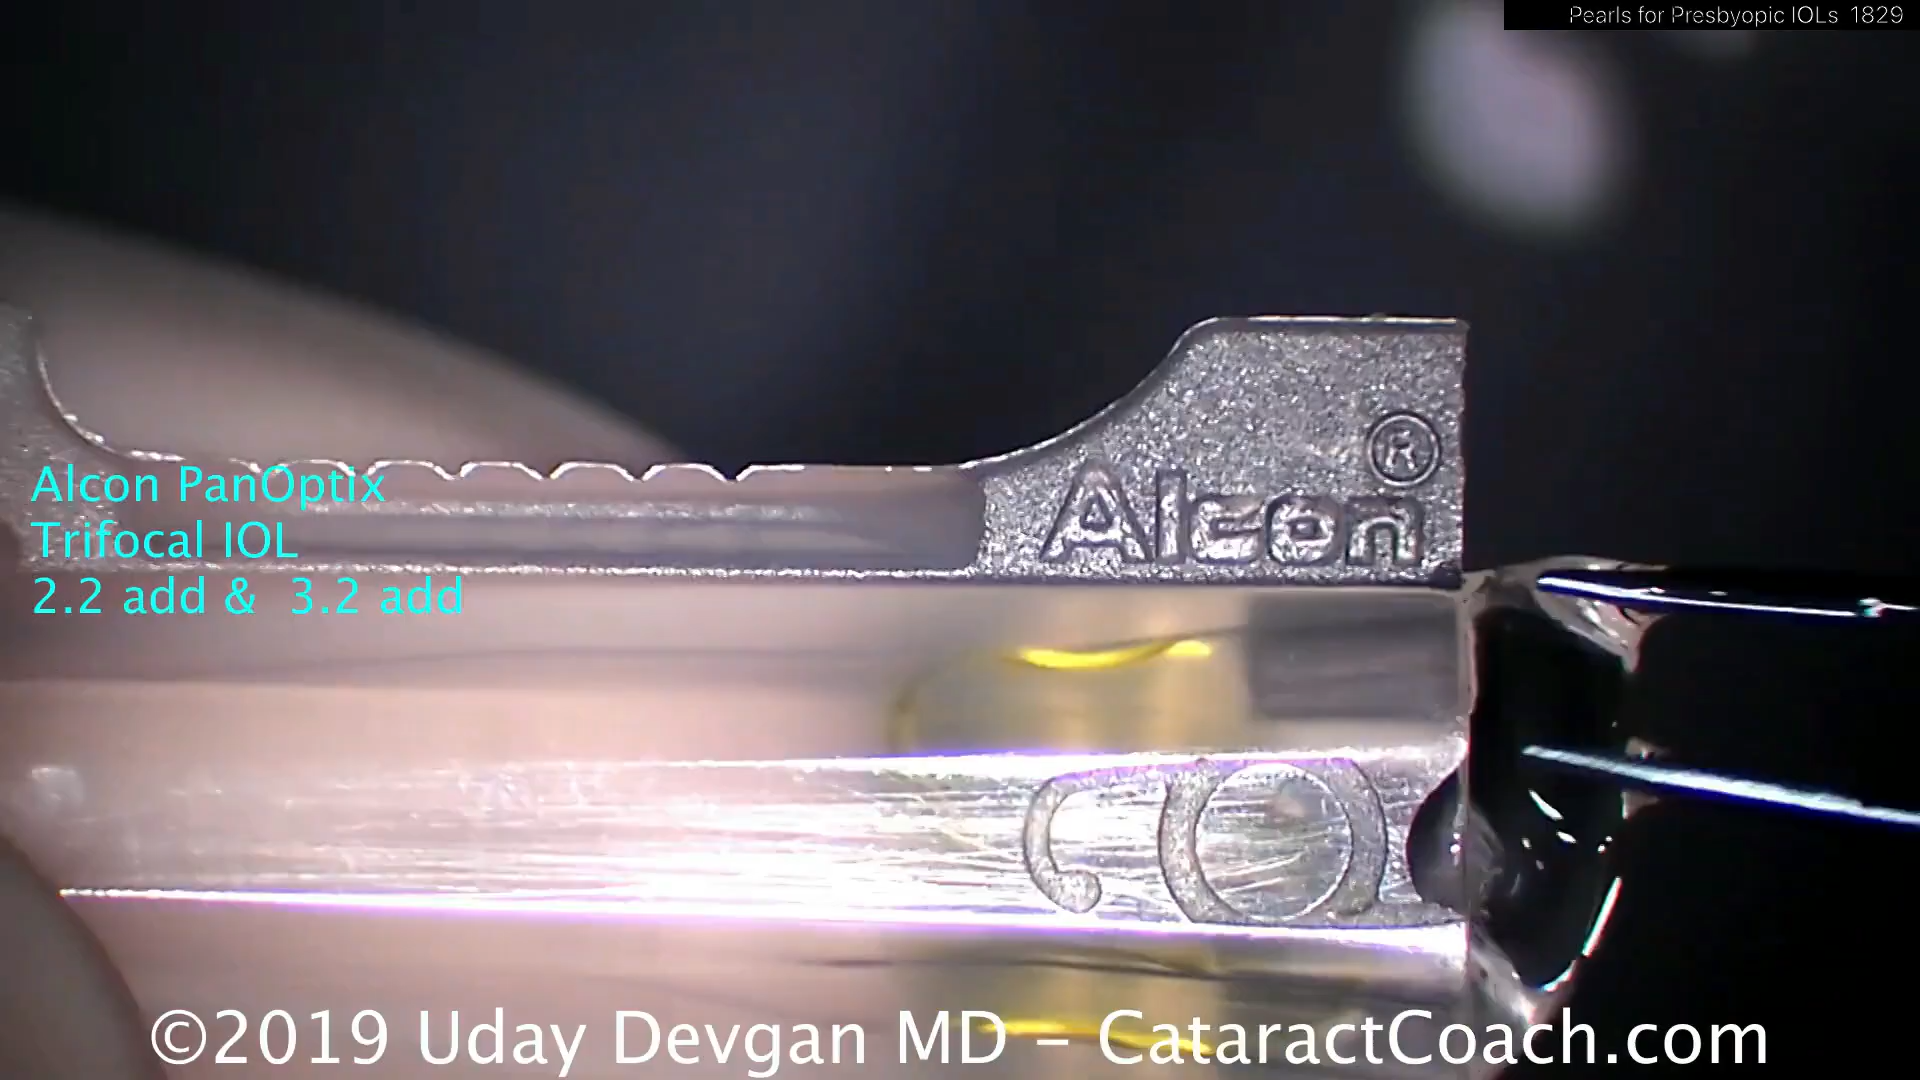 Pearls for Presbyopic IOLs 1829
Alcon®
Alcon PanOptix
Trifocal IOL
2.2 add & 3.2 add
©2019 Uday Devgan MD - CataractCoach.com